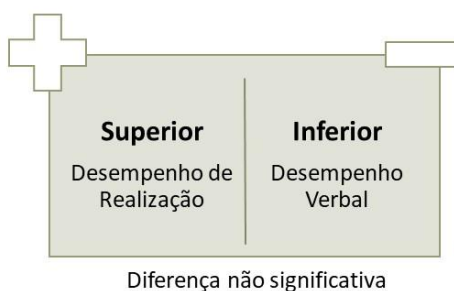 Superior
Desempenho de
Realização
Inferior
Desempenho
Verbal
Diferença não significativa